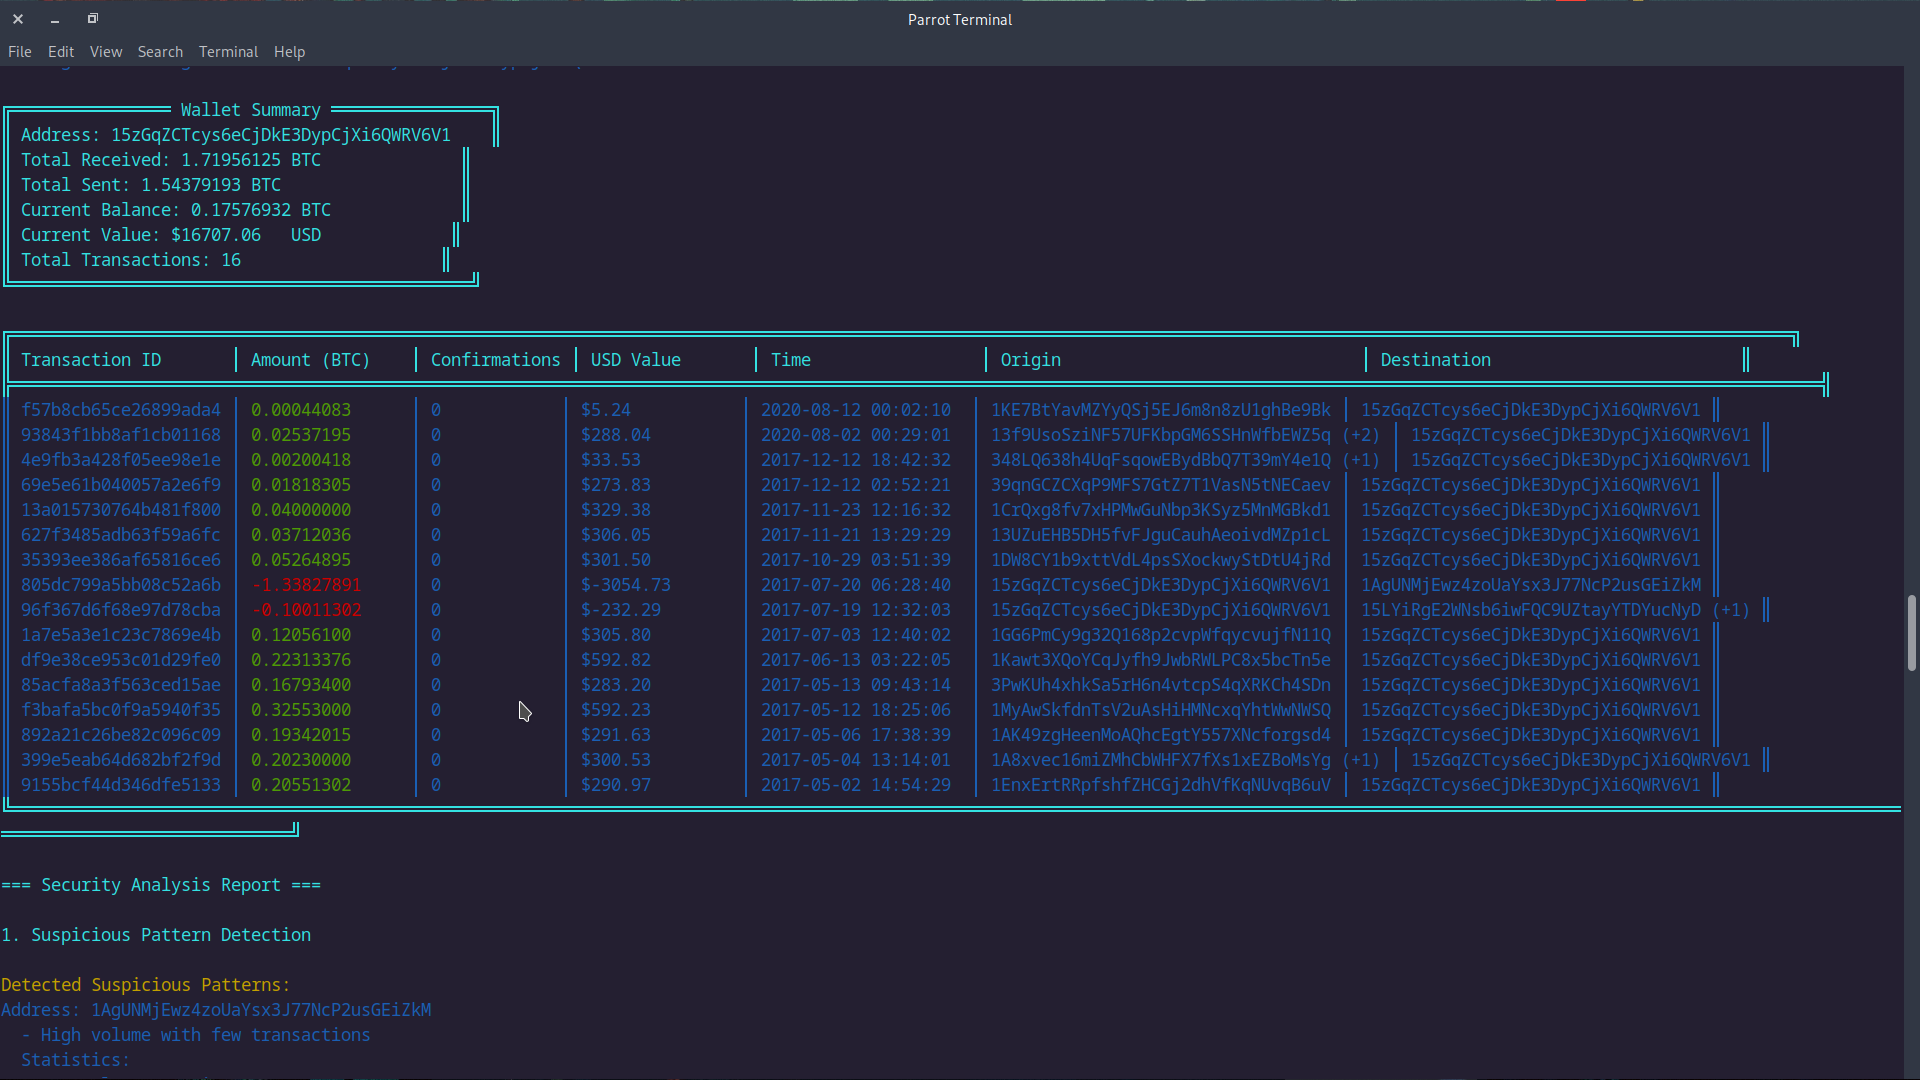 Parrot Terminal
File Edit View Search Terminal Help
Wallet Summary
Address: 15zGqZCTcys6eCjDkE3DypCjXi6QWRV6V1
Total Received: 1.71956125 BTC
Total Sent: 1.54379193 BTC
Current Balance: 0.17576932 BTC
Current Value: $16707.06 USD
Total Transactions: 16
Transaction ID | Amount (BTC) | Confirmations | USD Value | Time | Origin | Destination
f57b8cb65ce26899ada4 | 0.00044083 | 0 | $5.24 | 2020-08-12 00:02:10 | 1KE7BtYavMZYyQSj5EJ6m8n8zU1ghBe9Bk | 15zGqZCTcys6eCjDkE3DypCjXi6QWRV6V1
93843f1bb8af1cb01168 | 0.02537195 | 0 | $288.04 | 2020-08-02 00:29:01 | 13f9UsoSziNF57UFKbpGM6SSHnWfbEWZ5q (+2) | 15zGqZCTcys6eCjDkE3DypCjXi6QWRV6V1
4e9fb3a428f05ee98e1e | 0.00200418 | 0 | $33.53 | 2017-12-12 18:42:32 | 348LQ638h4UqFsqowEBydBbQ7T39mY4e1Q (+1) | 15zGqZCTcys6eCjDkE3DypCjXi6QWRV6V1
69e5e61b040057a2e6f9 | 0.01818305 | 0 | $273.83 | 2017-12-12 02:52:21 | 39qnGCZCXqP9MFS7GtZ7T1VasN5tNECaev | 15zGqZCTcys6eCjDkE3DypCjXi6QWRV6V1
13a015730764b481f800 | 0.04000000 | 0 | $329.38 | 2017-11-23 12:16:32 | 1CrQxg8fv7xHPMwGuNbp3KSyz5MnMGBkd1 | 15zGqZCTcys6eCjDkE3DypCjXi6QWRV6V1
627f3485adb63f59a6fc | 0.03712036 | 0 | $306.05 | 2017-11-21 13:29:29 | 13UZuEHB5DH5fvFJguCauhAeoivdMZp1cL | 15zGqZCTcys6eCjDkE3DypCjXi6QWRV6V1
35393ee386af65816ce6 | 0.05264895 | 0 | $301.50 | 2017-10-29 03:51:39 | 1DW8CY1b9xttVdL4psSXockwyStDtU4jRd | 15zGqZCTcys6eCjDkE3DypCjXi6QWRV6V1
805dc799a5bb08c52a6b | -1.33827891 | 0 | $-3054.73 | 2017-07-20 06:28:40 | 15zGqZCTcys6eCjDkE3DypCjXi6QWRV6V1 | 1AgUNMjEwz4zoUaYsx3J77NcP2usGEiZkM
96f367d6f68e97d78cba | -0.10011302 | 0 | $-232.29 | 2017-07-19 12:32:03 | 15zGqZCTcys6eCjDkE3DypCjXi6QWRV6V1 | 15LYiRgE2WNsb6iwFQC9UZtayYTDYucNyD (+1)
1a7e5a3e1c23c7869e4b | 0.12056100 | 0 | $305.80 | 2017-07-03 12:40:02 | 1GG6PmCy9g32Q168p2cvpWfqycvujfN11Q | 15zGqZCTcys6eCjDkE3DypCjXi6QWRV6V1
df9e38ce953c01d29fe0 | 0.22313376 | 0 | $592.82 | 2017-06-13 03:22:05 | 1Kawt3XQoYCqJyfh9JwbRWLPC8x5bcTn5e | 15zGqZCTcys6eCjDkE3DypCjXi6QWRV6V1
85acfa8a3f563ced15ae | 0.16793400 | 0 | $283.20 | 2017-05-13 09:43:14 | 3PwKUh4xhkSa5rH6n4vtcpS4qXRKCh4SDn | 15zGqZCTcys6eCjDkE3DypCjXi6QWRV6V1
f3bafa5bc0f9a5940f35 | 0.32553000 | 0 | $592.23 | 2017-05-12 18:25:06 | 1MyAwSkfdnTsV2uAsHiHMNcxqYhtWwNWSQ | 15zGqZCTcys6eCjDkE3DypCjXi6QWRV6V1
892a21c26be82c096c09 | 0.19342015 | 0 | $291.63 | 2017-05-06 17:38:39 | 1AK49zgHeenMoAQhcEgtY557XNcforgsd4 | 15zGqZCTcys6eCjDkE3DypCjXi6QWRV6V1
399e5eab64d682bf2f9d | 0.20230000 | 0 | $300.53 | 2017-05-04 13:14:01 | 1A8xvec16miZMhCbWHFX7fXs1xEZBoMsYg (+1) | 15zGqZCTcys6eCjDkE3DypCjXi6QWRV6V1
9155bcf44d346dfe5133 | 0.20551302 | 0 | $290.97 | 2017-05-02 14:54:29 | 1EnxErtRRpfshfZHCGj2dhVfKqNUvqB6uV | 15zGqZCTcys6eCjDkE3DypCjXi6QWRV6V1
=== Security Analysis Report ===
1. Suspicious Pattern Detection
Detected Suspicious Patterns:
Address: 1AgUNMjEwz4zoUaYsx3J77NcP2usGEiZkM
- High volume with few transactions
Statistics: